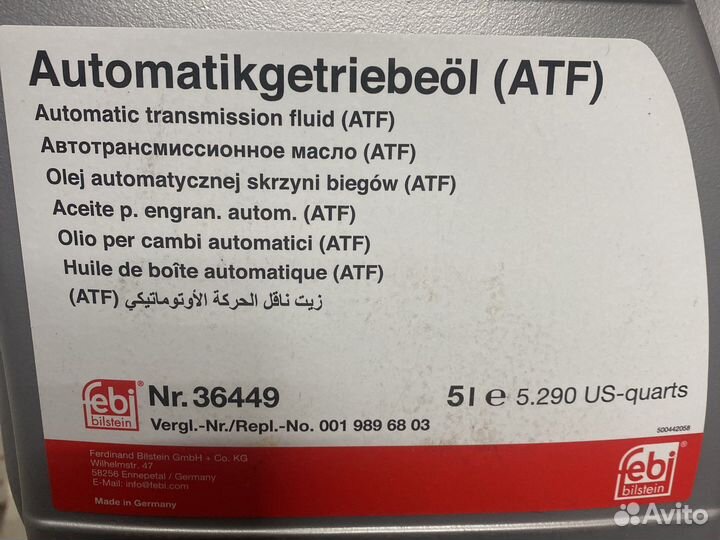 Automatikgetriebeöl (ATF)
Automatic transmission fluid (ATF)
Автотрансмиссионное масло (ATF)
Olej automatycznej skrzyni biegów (ATF)
Aceite p. engran. autom. (ATF)
Olio per cambi automatici (ATF)
Huile de boîte automatique (ATF)
زيت ناقل الحركة الأوتوماتيكي (ATF)
febi® Nr. 36449 5 l e 5.290 US-quarts
bilstein Vergl.-Nr./Repl.-No. 001 989 68 03
500442058
Ferdinand Bilstein GmbH + Co. KG
Wilhelmstr. 47
58256 Ennepetal / Germany
E-Mail: info@febi.com
Made in Germany
febi®
bilstein
Avito